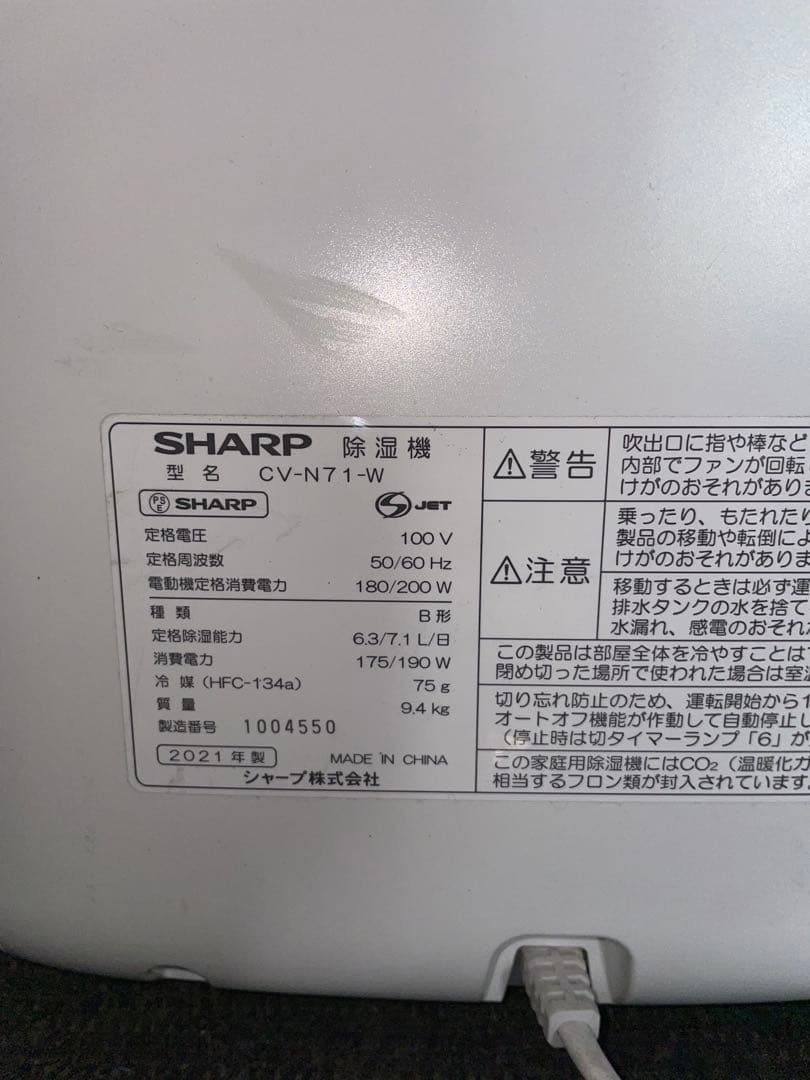 SHARP 除湿機
型名 CV-N71-W
PSE SHARP
S JET
定格電圧 100 V
定格周波数 50/60 Hz
電動機定格消費電力 180/200 W
種類 B形
定格除湿能力 6.3/7.1 L/日
消費電力 175/190 W
冷媒(HFC-134a) 75 g
質量 9.4 kg
製造番号 1004550
2021年製 MADE IN CHINA
シャープ株式会社
⚠警告
吹出口に指や棒など
内部でファンが回転
けがのおそれがありま
⚠注意
乗ったり、もたれたり
製品の移動や転倒によ
けがのおそれがありま
移動するときは必ず運
排水タンクの水を捨て
水漏れ、感電のおそれ
この製品は部屋全体を冷やすことは
閉め切った場所で使われた場合は室温
切り忘れ防止のため、運転開始から1
オートオフ機能が作動して自動停止し
(停止時は切タイマーランプ「6」が
この家庭用除湿機にはCO₂(温暖化ガ
相当するフロン類が封入されています